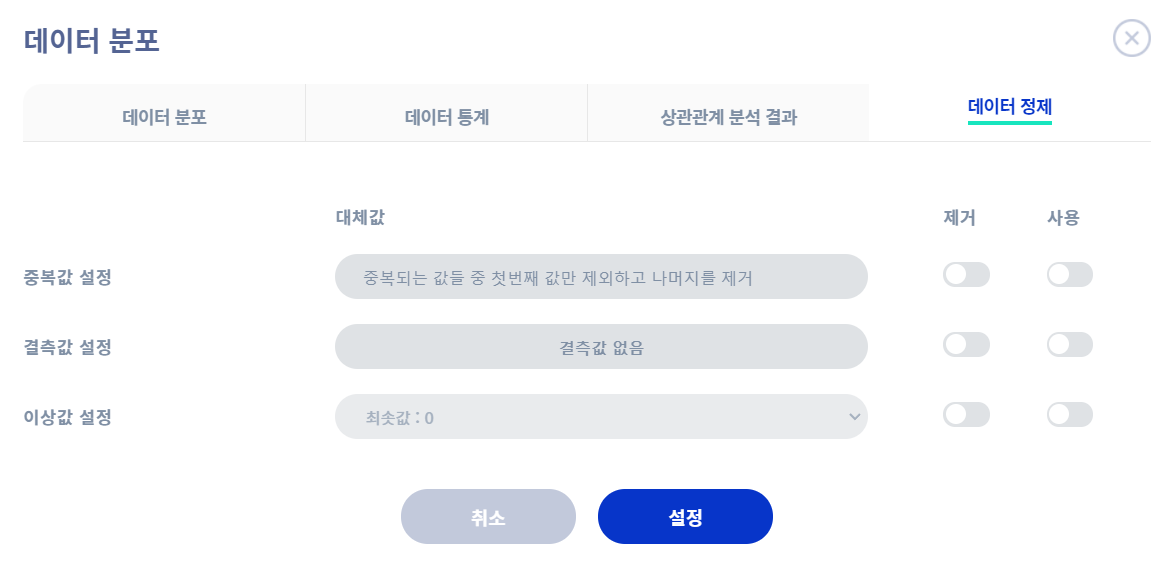 데이터 분포
데이터 분포 데이터 통계 상관관계 분석 결과 데이터 정제
대체값 제거 사용
중복값 설정 중복되는 값들 중 첫번째 값만 제외하고 나머지를 제거
결측값 설정 결측값 없음
이상값 설정 최솟값 : 0
취소 설정